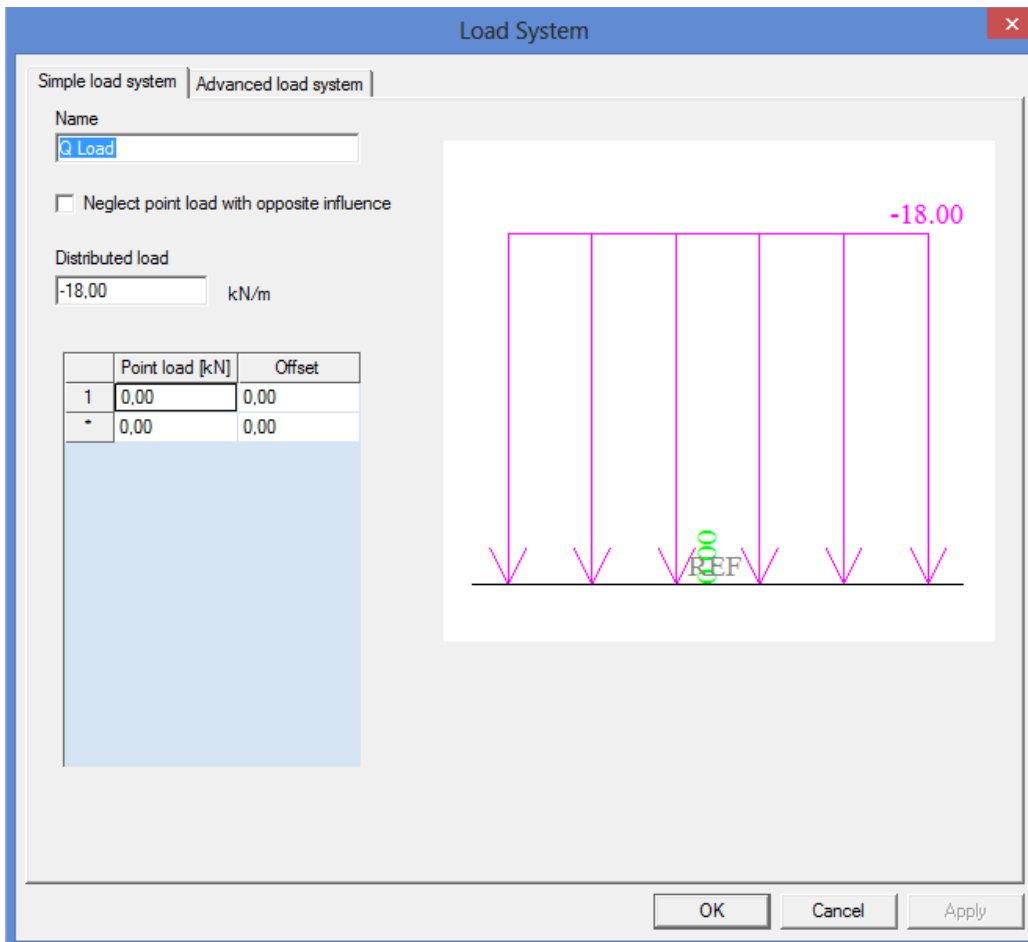 Load System
Simple load system Advanced load system
Name
Q Load
Neglect point load with opposite influence
Distributed load
-18,00 kN/m
Point load [kN] Offset
1 0,00 0,00
* 0,00 0,00
-18.00
0.00
REF
OK Cancel Apply